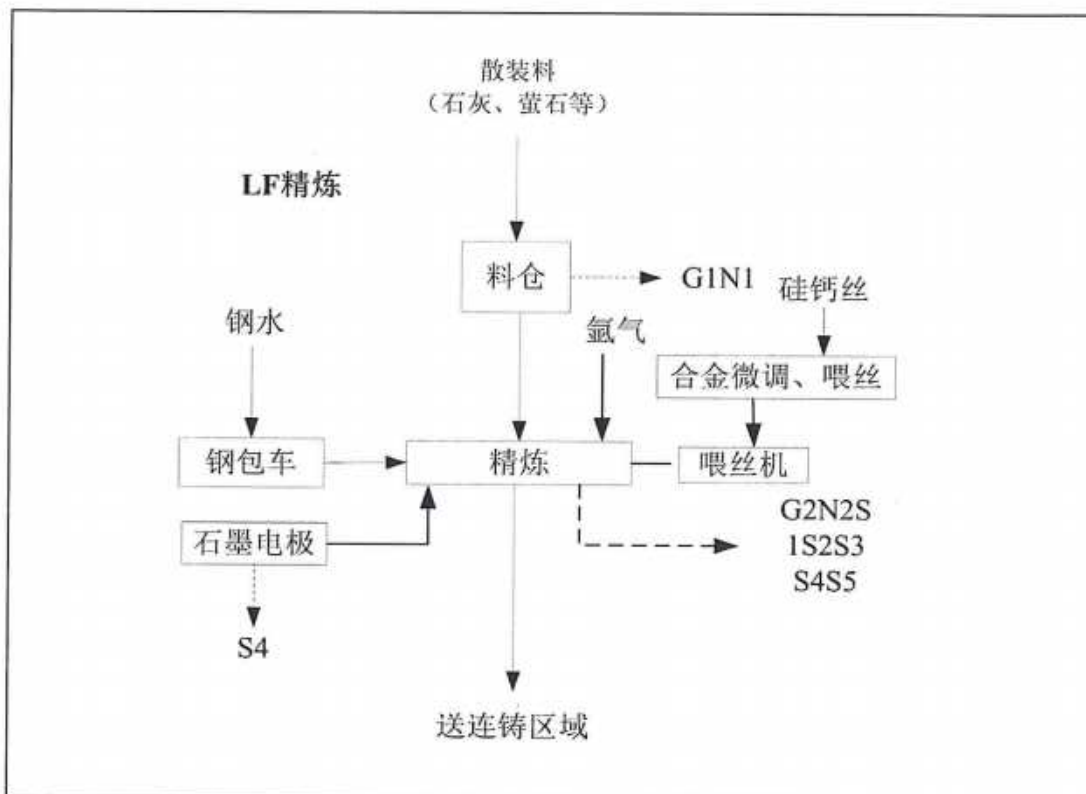 散装料
（石灰、萤石等）
LF精炼
料仓
G1N1
硅钙丝
钢水
氩气
合金微调、喂丝
钢包车
精炼
喂丝机
G2N2S
1S2S3
S4S5
石墨电极
S4
送连铸区域